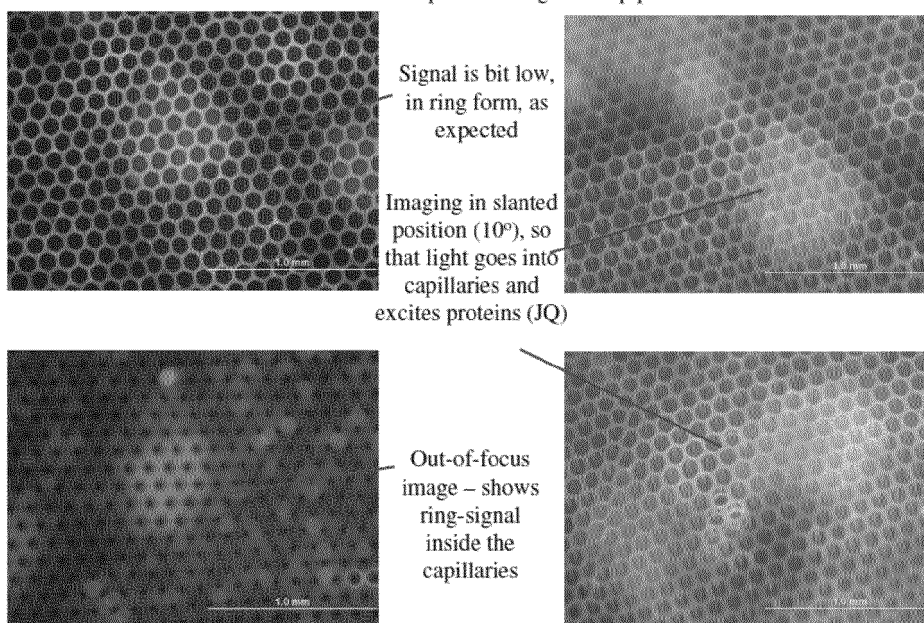 Signal is bit low,
in ring form, as
expected
Imaging in slanted
position (10°), so
that light goes into
capillaries and
excites proteins (JQ)
Out-of-focus
image – shows
ring-signal
inside the
capillaries
1.0 mm
1.0 mm
1.0 mm
1.0 mm